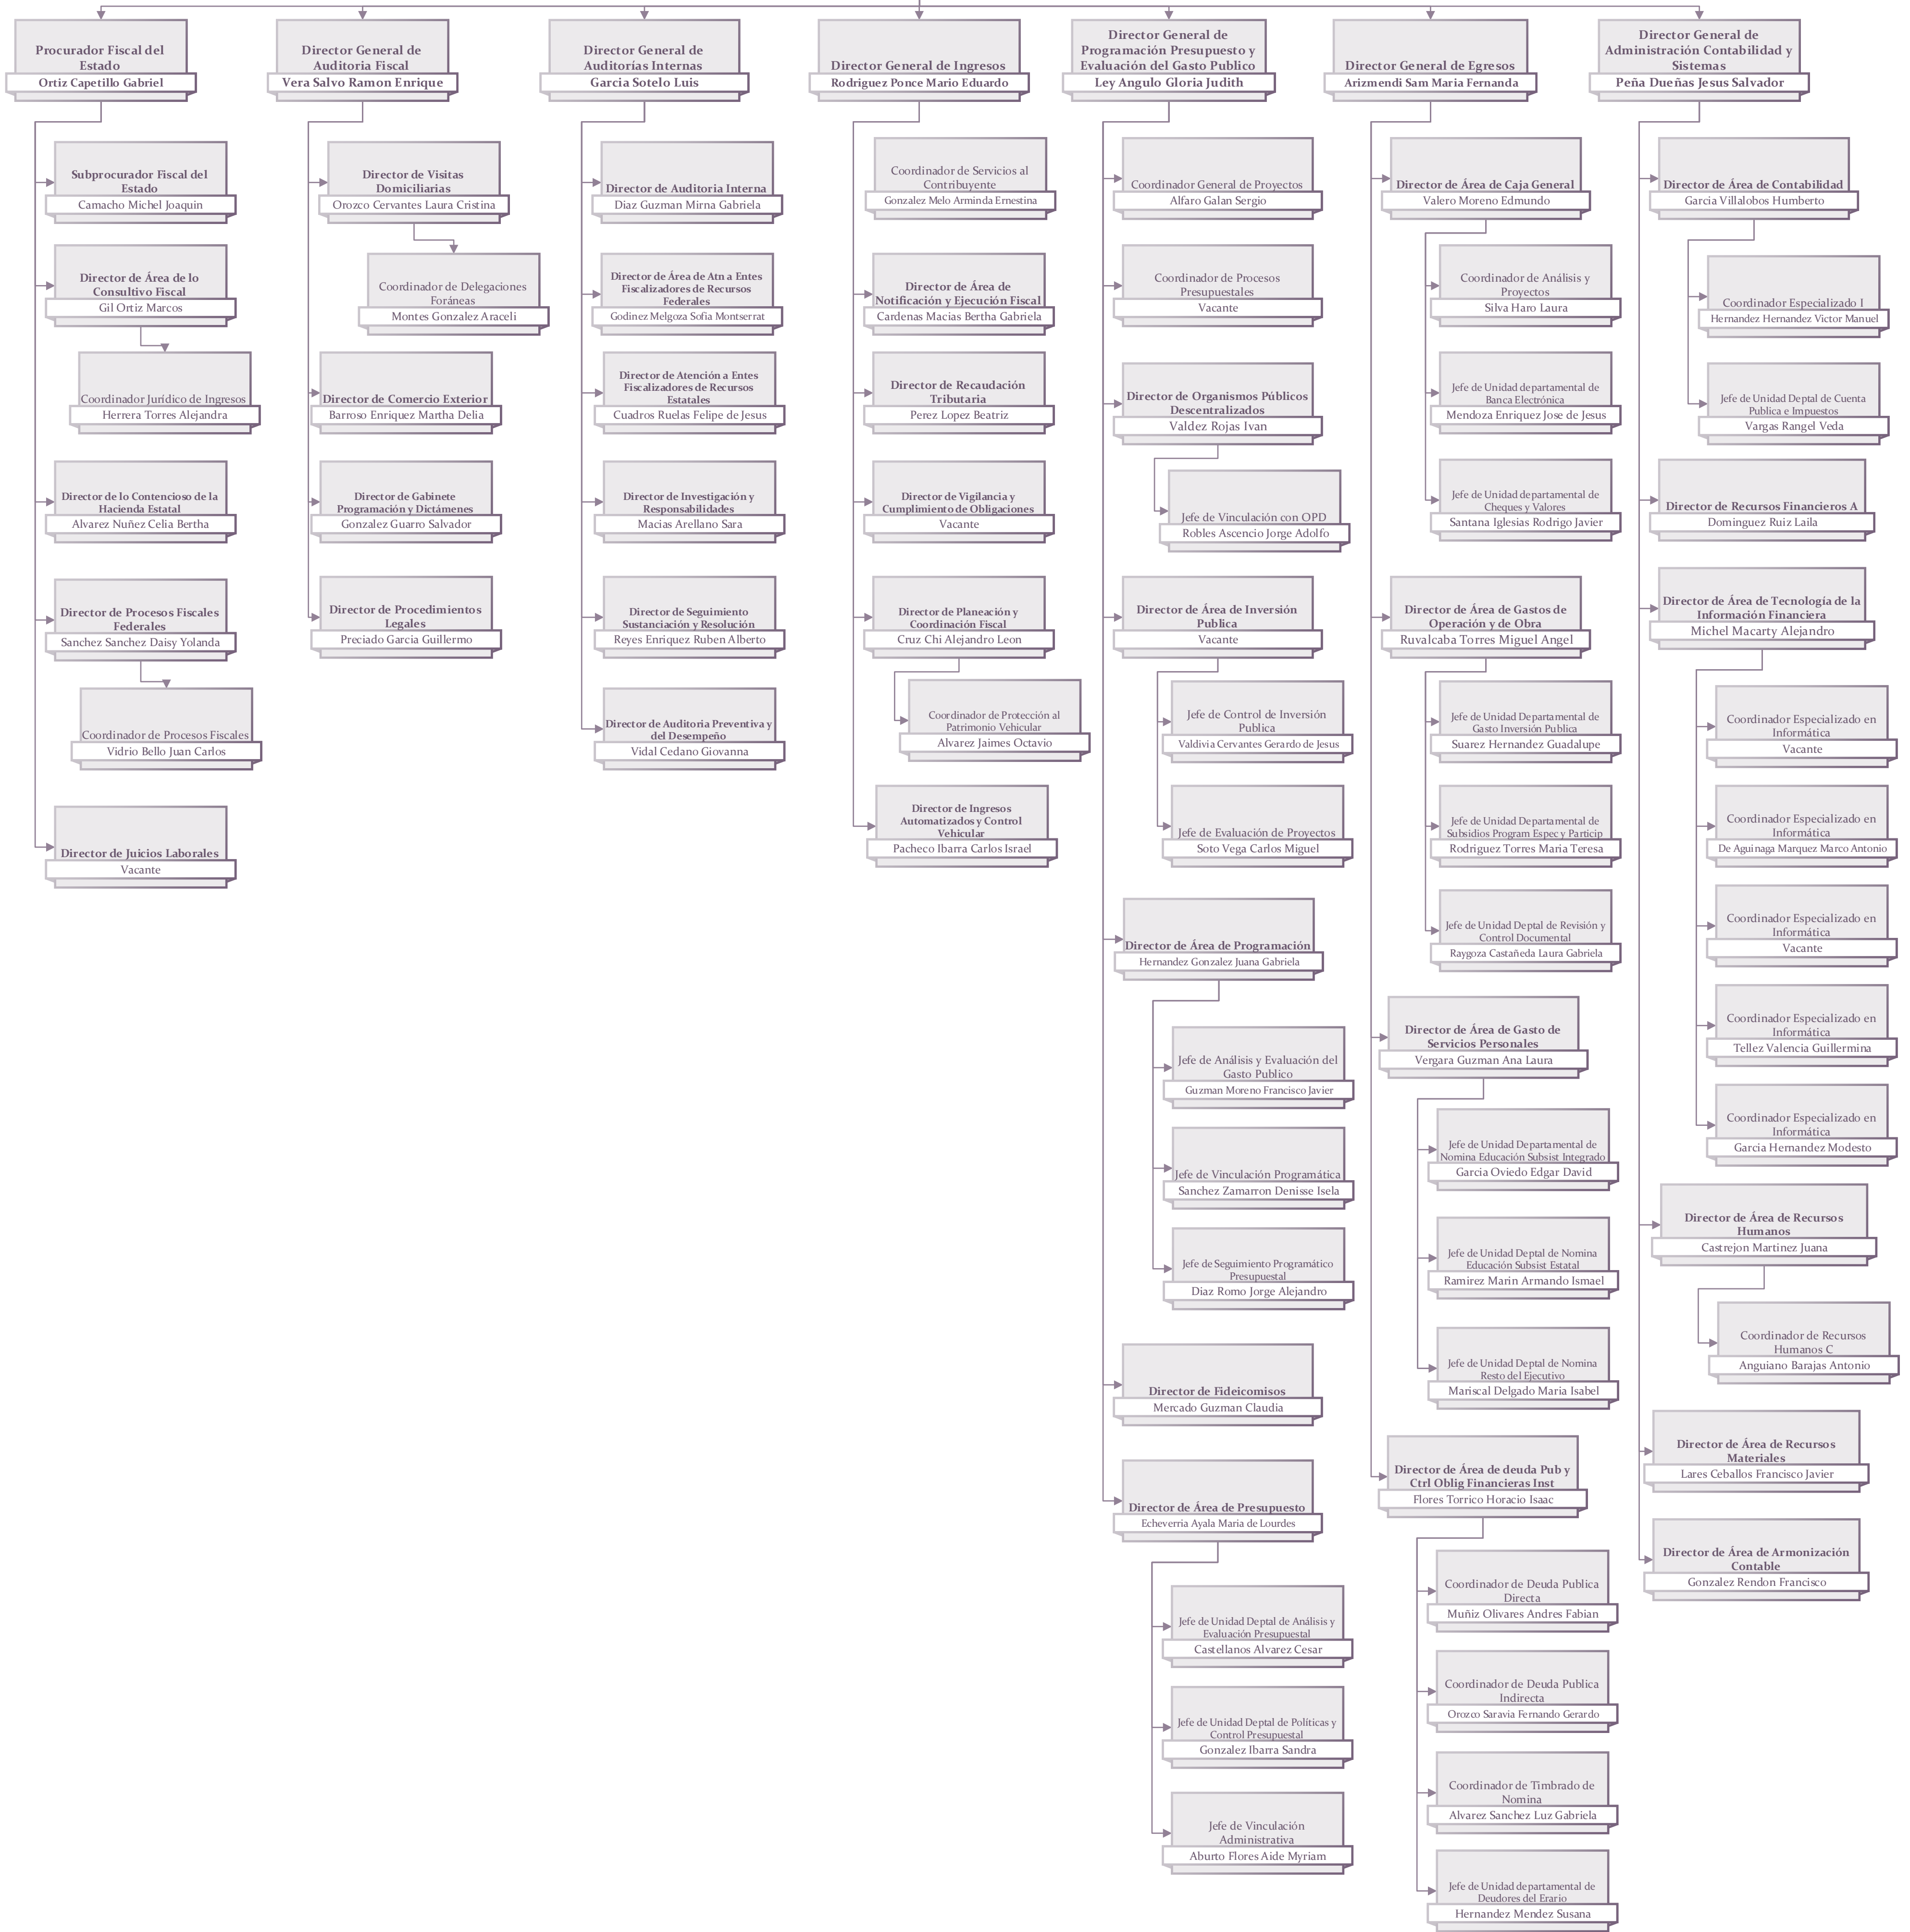 Procurador Fiscal del
Estado
Ortiz Capetillo Gabriel
Subprocurador Fiscal del
Estado
Camacho Michel Joaquin
Director de Área de lo
Consultivo Fiscal
Gil Ortiz Marcos
Coordinador Jurídico de Ingresos
Herrera Torres Alejandra
Director de lo Contencioso de la
Hacienda Estatal
Alvarez Nuñez Celia Bertha
Director de Procesos Fiscales
Federales
Sanchez Sanchez Daisy Yolanda
Coordinador de Procesos Fiscales
Vidrio Bello Juan Carlos
Director de Juicios Laborales
Vacante
Director General de
Auditoria Fiscal
Vera Salvo Ramon Enrique
Director de Visitas
Domiciliarias
Orozco Cervantes Laura Cristina
Coordinador de Delegaciones
Foráneas
Montes Gonzalez Araceli
Director de Comercio Exterior
Barroso Enriquez Martha Delia
Director de Gabinete
Programación y Dictámenes
Gonzalez Guarro Salvador
Director de Procedimientos
Legales
Preciado Garcia Guillermo
Director General de
Auditorías Internas
Garcia Sotelo Luis
Director de Auditoria Interna
Diaz Guzman Mirna Gabriela
Director de Área de Atn a Entes
Fiscalizadores de Recursos
Federales
Godinez Melgoza Sofia Montserrat
Director de Atención a Entes
Fiscalizadores de Recursos
Estatales
Cuadros Ruelas Felipe de Jesus
Director de Investigación y
Responsabilidades
Macias Arellano Sara
Director de Seguimiento
Sustanciación y Resolución
Reyes Enriquez Ruben Alberto
Director de Auditoria Preventiva y
del Desempeño
Vidal Cedano Giovanna
Director General de Ingresos
Rodriguez Ponce Mario Eduardo
Coordinador de Servicios al
Contribuyente
Gonzalez Melo Arminda Ernestina
Director de Área de
Notificación y Ejecución Fiscal
Cardenas Macias Bertha Gabriela
Director de Recaudación
Tributaria
Perez Lopez Beatriz
Director de Vigilancia y
Cumplimiento de Obligaciones
Vacante
Director de Planeación y
Coordinación Fiscal
Cruz Chi Alejandro Leon
Coordinador de Protección al
Patrimonio Vehicular
Alvarez Jaimes Octavio
Director de Ingresos
Automatizados y Control
Vehicular
Pacheco Ibarra Carlos Israel
Director General de
Programación Presupuesto y
Evaluación del Gasto Publico
Ley Angulo Gloria Judith
Coordinador General de Proyectos
Alfaro Galan Sergio
Coordinador de Procesos
Presupuestales
Vacante
Director de Organismos Públicos
Descentralizados
Valdez Rojas Ivan
Jefe de Vinculación con OPD
Robles Ascencio Jorge Adolfo
Director de Área de Inversión
Publica
Vacante
Jefe de Control de Inversión
Publica
Valdivia Cervantes Gerardo de Jesus
Jefe de Evaluación de Proyectos
Soto Vega Carlos Miguel
Director de Área de Programación
Hernandez Gonzalez Juana Gabriela
Jefe de Análisis y Evaluación del
Gasto Publico
Guzman Moreno Francisco Javier
Jefe de Vinculación Programática
Sanchez Zamarron Denisse Isela
Jefe de Seguimiento Programático
Presupuestal
Diaz Romo Jorge Alejandro
Director de Fideicomisos
Mercado Guzman Claudia
Director de Área de Presupuesto
Echeverria Ayala Maria de Lourdes
Jefe de Unidad Deptal de Análisis y
Evaluación Presupuestal
Castellanos Alvarez Cesar
Jefe de Unidad Deptal de Políticas y
Control Presupuestal
Gonzalez Ibarra Sandra
Jefe de Vinculación
Administrativa
Aburto Flores Aide Myriam
Director General de Egresos
Arizmendi Sam Maria Fernanda
Director de Área de Caja General
Valero Moreno Edmundo
Coordinador de Análisis y
Proyectos
Silva Haro Laura
Jefe de Unidad departamental de
Banca Electrónica
Mendoza Enriquez Jose de Jesus
Jefe de Unidad departamental de
Cheques y Valores
Santana Iglesias Rodrigo Javier
Director de Área de Gastos de
Operación y de Obra
Ruvalcaba Torres Miguel Angel
Jefe de Unidad Departamental de
Gasto Inversión Publica
Suarez Hernandez Guadalupe
Jefe de Unidad Departamental de
Subsidios Program Espec y Particip
Rodriguez Torres Maria Teresa
Jefe de Unidad Deptal de Revisión y
Control Documental
Raygoza Castañeda Laura Gabriela
Director de Área de Gasto de
Servicios Personales
Vergara Guzman Ana Laura
Jefe de Unidad Departamental de
Nomina Educación Subsist Integrado
Garcia Oviedo Edgar David
Jefe de Unidad Deptal de Nomina
Educación Subsist Estatal
Ramirez Marin Armando Ismael
Jefe de Unidad Deptal de Nomina
Resto del Ejecutivo
Mariscal Delgado Maria Isabel
Director de Área de deuda Pub y
Ctrl Oblig Financieras Inst
Flores Torrico Horacio Isaac
Coordinador de Deuda Publica
Directa
Muñiz Olivares Andres Fabian
Coordinador de Deuda Publica
Indirecta
Orozco Saravia Fernando Gerardo
Coordinador de Timbrado de
Nomina
Alvarez Sanchez Luz Gabriela
Jefe de Unidad departamental de
Deudores del Erario
Hernandez Mendez Susana
Director General de
Administración Contabilidad y
Sistemas
Peña Dueñas Jesus Salvador
Director de Área de Contabilidad
Garcia Villalobos Humberto
Coordinador Especializado I
Hernandez Hernandez Victor Manuel
Jefe de Unidad Deptal de Cuenta
Publica e Impuestos
Vargas Rangel Veda
Director de Recursos Financieros A
Dominguez Ruiz Laila
Director de Área de Tecnología de la
Información Financiera
Michel Macarty Alejandro
Coordinador Especializado en
Informática
Vacante
Coordinador Especializado en
Informática
De Aguinaga Marquez Marco Antonio
Coordinador Especializado en
Informática
Vacante
Coordinador Especializado en
Informática
Tellez Valencia Guillermina
Coordinador Especializado en
Informática
Garcia Hernandez Modesto
Director de Área de Recursos
Humanos
Castrejon Martinez Juana
Coordinador de Recursos
Humanos C
Anguiano Barajas Antonio
Director de Área de Recursos
Materiales
Lares Ceballos Francisco Javier
Director de Área de Armonización
Contable
Gonzalez Rendon Francisco